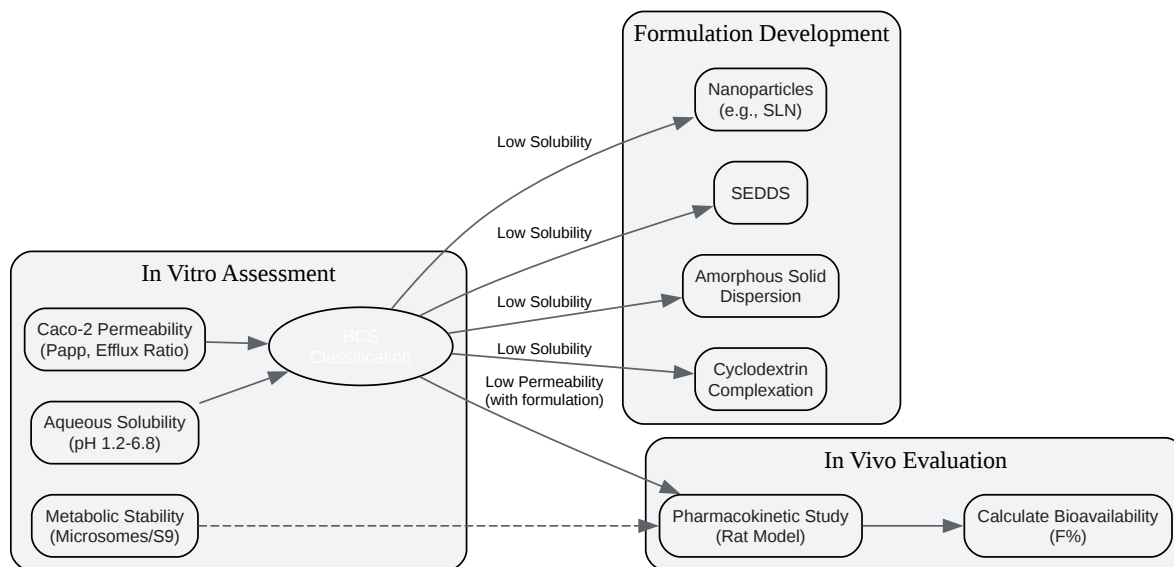 Formulation Development
Nanoparticles
(e.g., SLN)
Low Solubility
SEDDS
Low Solubility
In Vitro Assessment
Amorphous Solid
Dispersion
Low Solubility
Caco-2 Permeability
(Papp, Efflux Ratio)
BCS
Classification
Low Solubility
Cyclodextrin
Complexation
Low Permeability
(with formulation)
Aqueous Solubility
(pH 1.2-6.8)
In Vivo Evaluation
Metabolic Stability
(Microsomes/S9)
Pharmacokinetic Study
(Rat Model)
Calculate Bioavailability
(F%)